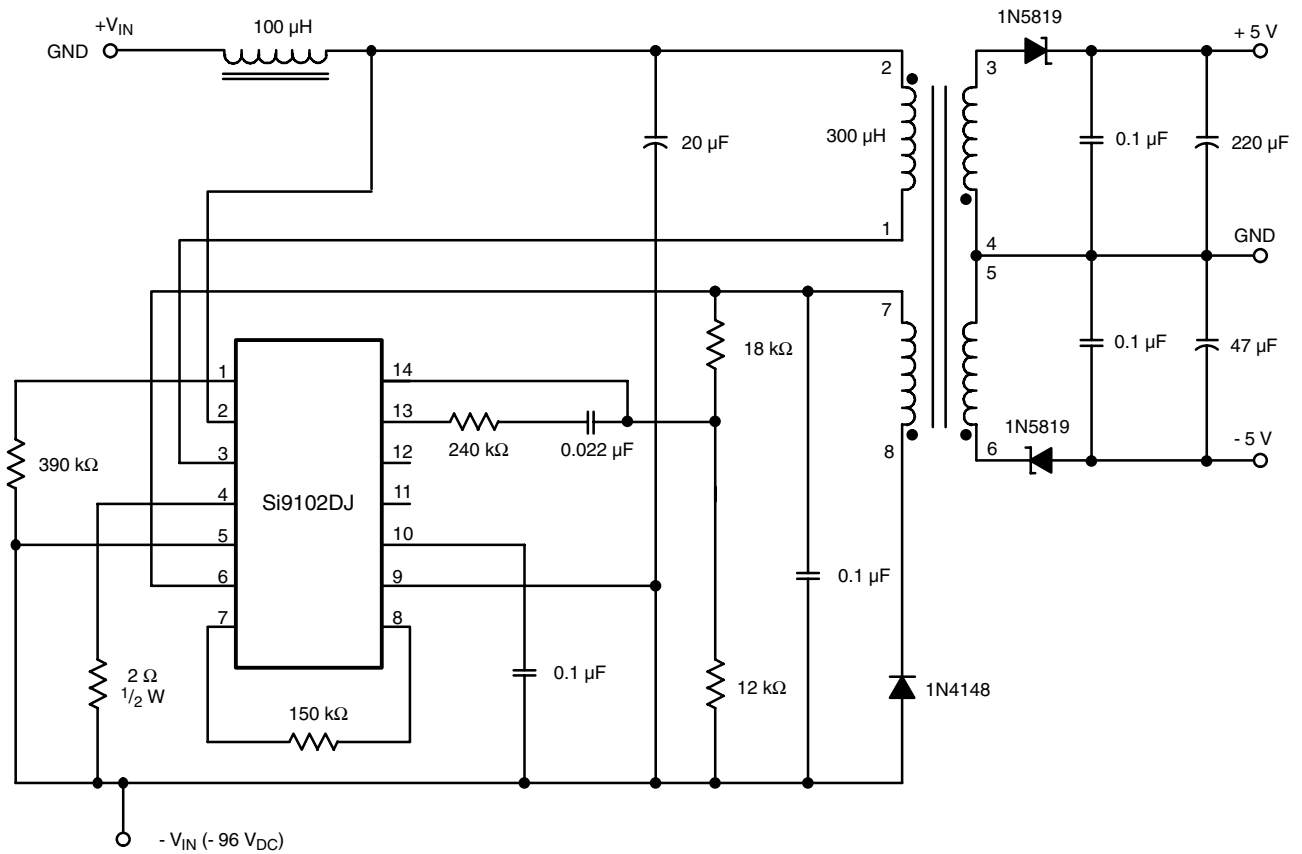 +V_IN
GND
100 µH
1N5819
+ 5 V
2
3
20 µF
300 µH
0.1 µF
220 µF
1
4
GND
5
7
18 kΩ
0.1 µF
47 µF
1
14
2
13
240 kΩ
0.022 µF
1N5819
- 5 V
390 kΩ
3
12
8
6
4
Si9102DJ
11
5
10
6
9
0.1 µF
7
8
2 Ω
1/2 W
0.1 µF
12 kΩ
1N4148
150 kΩ
- V_IN (- 96 V_DC)